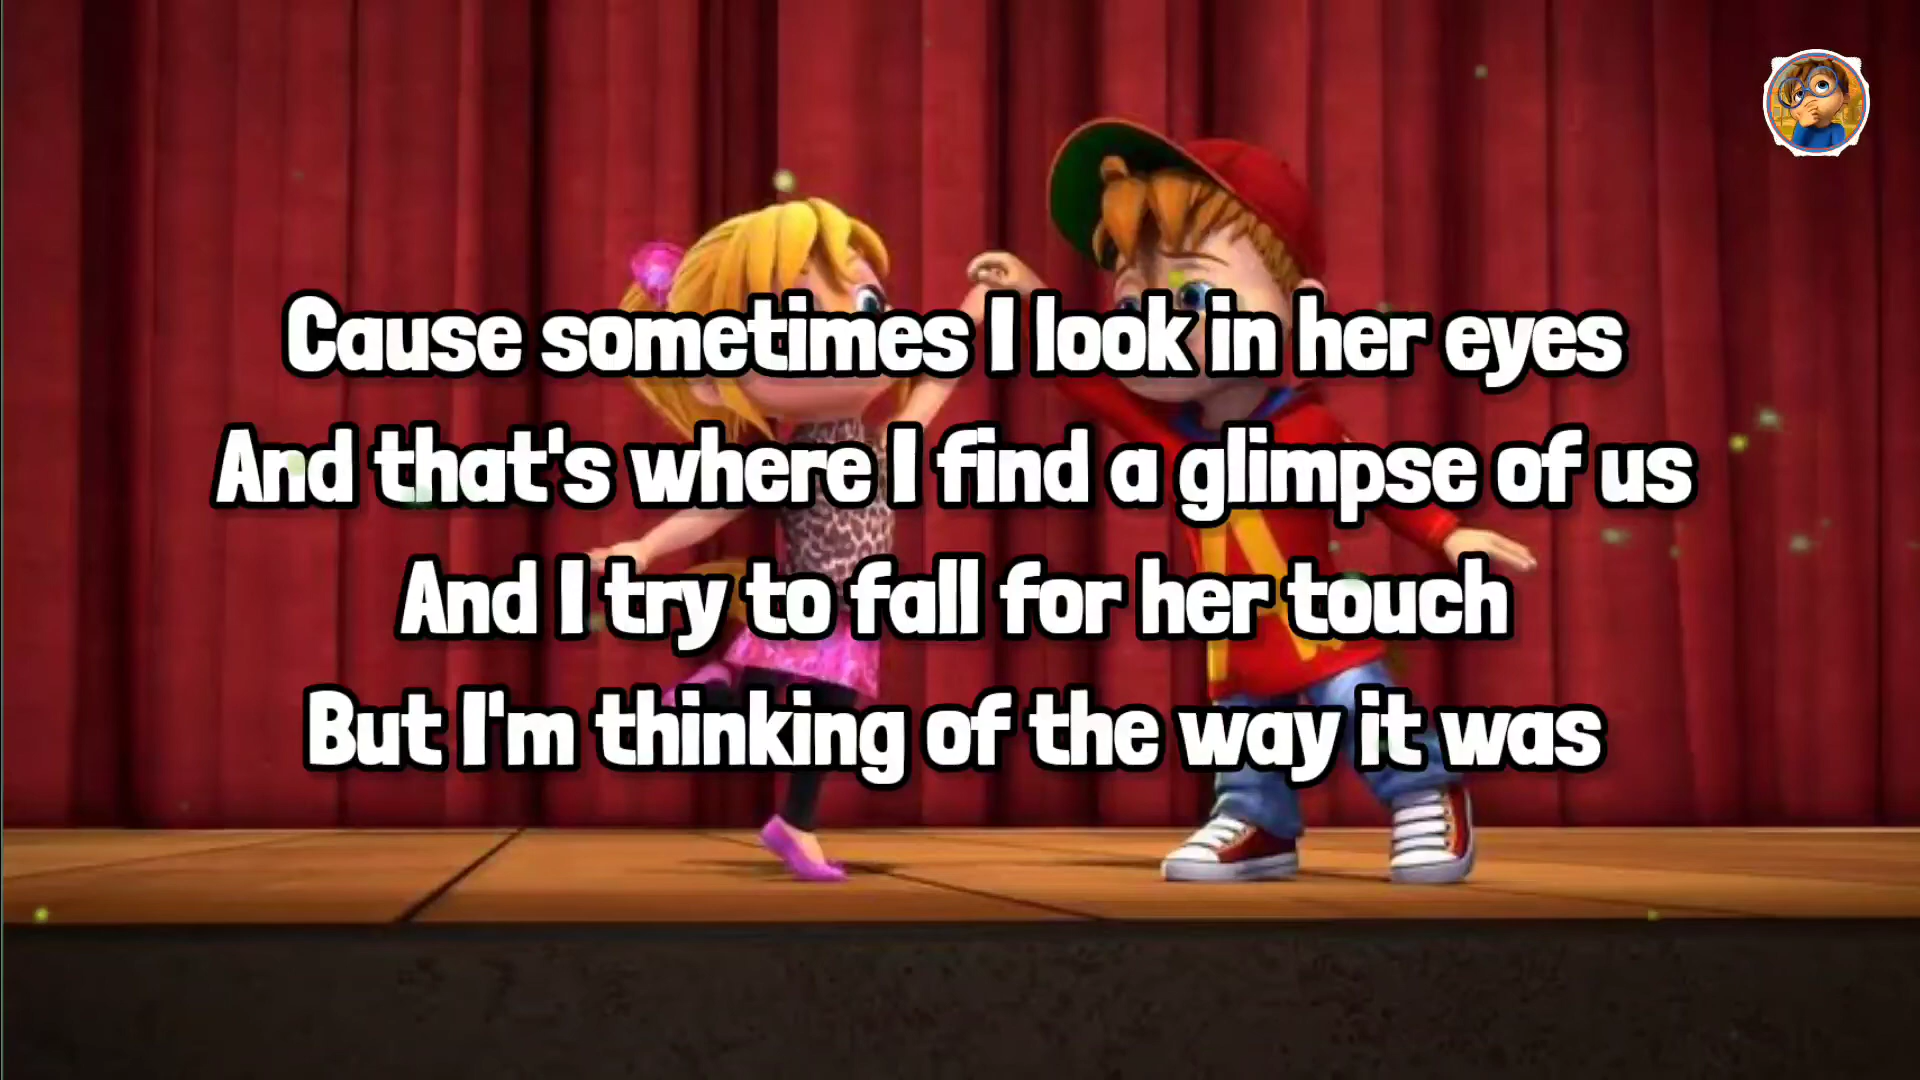 Cause sometimes I look in her eyes
And that's where I find a glimpse of us
And I try to fall for her touch
But I'm thinking of the way it was